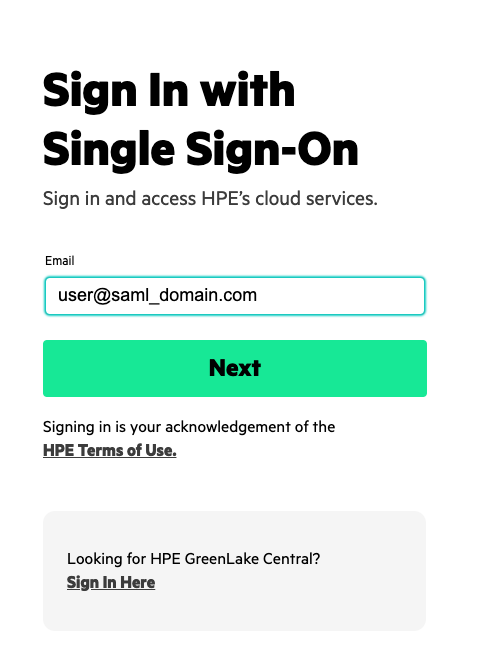 Sign In with
Single Sign-On
Sign in and access HPE's cloud services.
Email
user@saml_domain.com
Next
Signing in is your acknowledgement of the
HPE Terms of Use.
Looking for HPE GreenLake Central?
Sign In Here